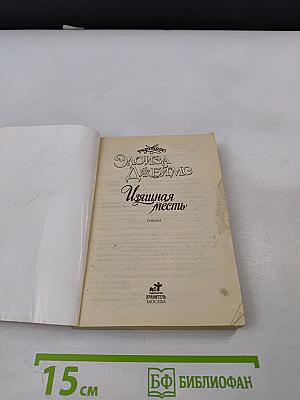 Элоиза
Джеймс
Изящная
месть
РОМАН
ХРАНИТЕЛЬ
МОСКВА
15 см
БФ БИБЛИОФАН